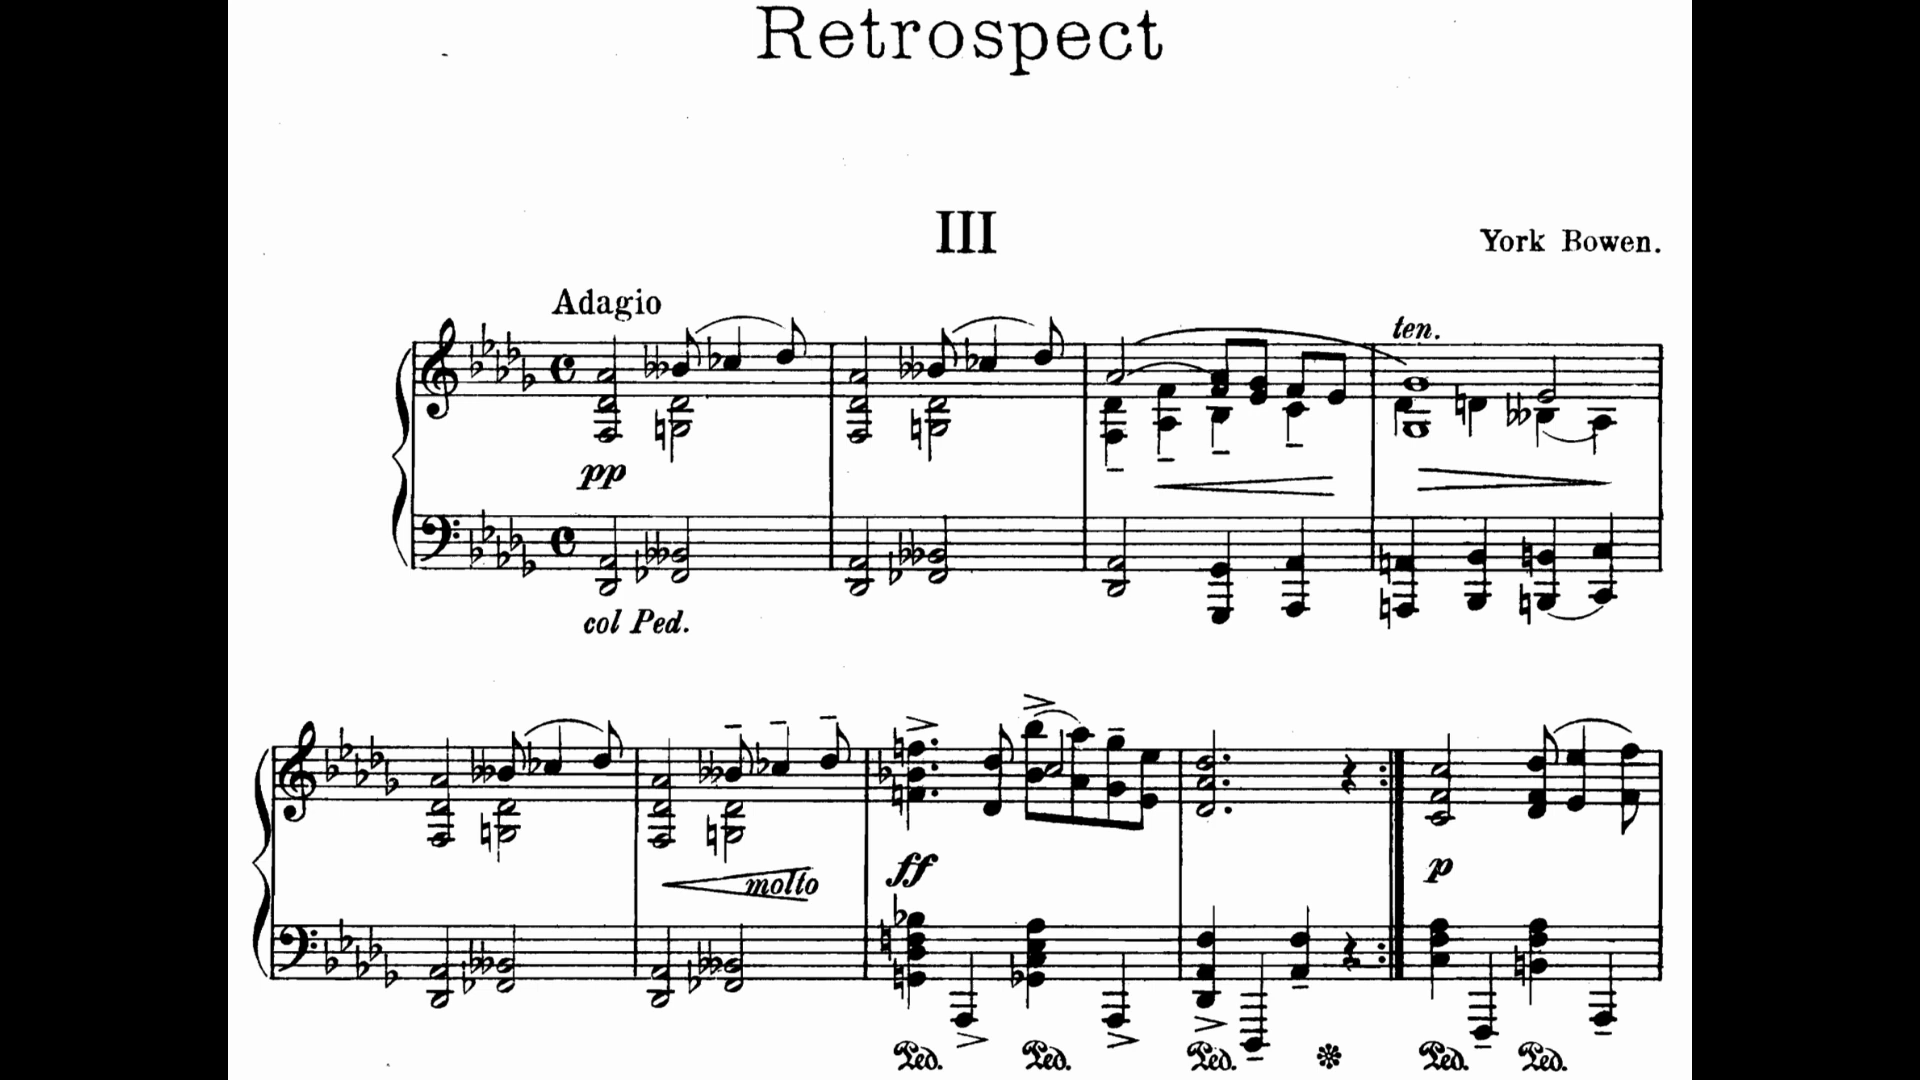 Retrospect
III
York Bowen.
Adagio
ten.
pp
col Ped.
molto
ff
p
Ped. Ped. Ped. Ped. Ped.